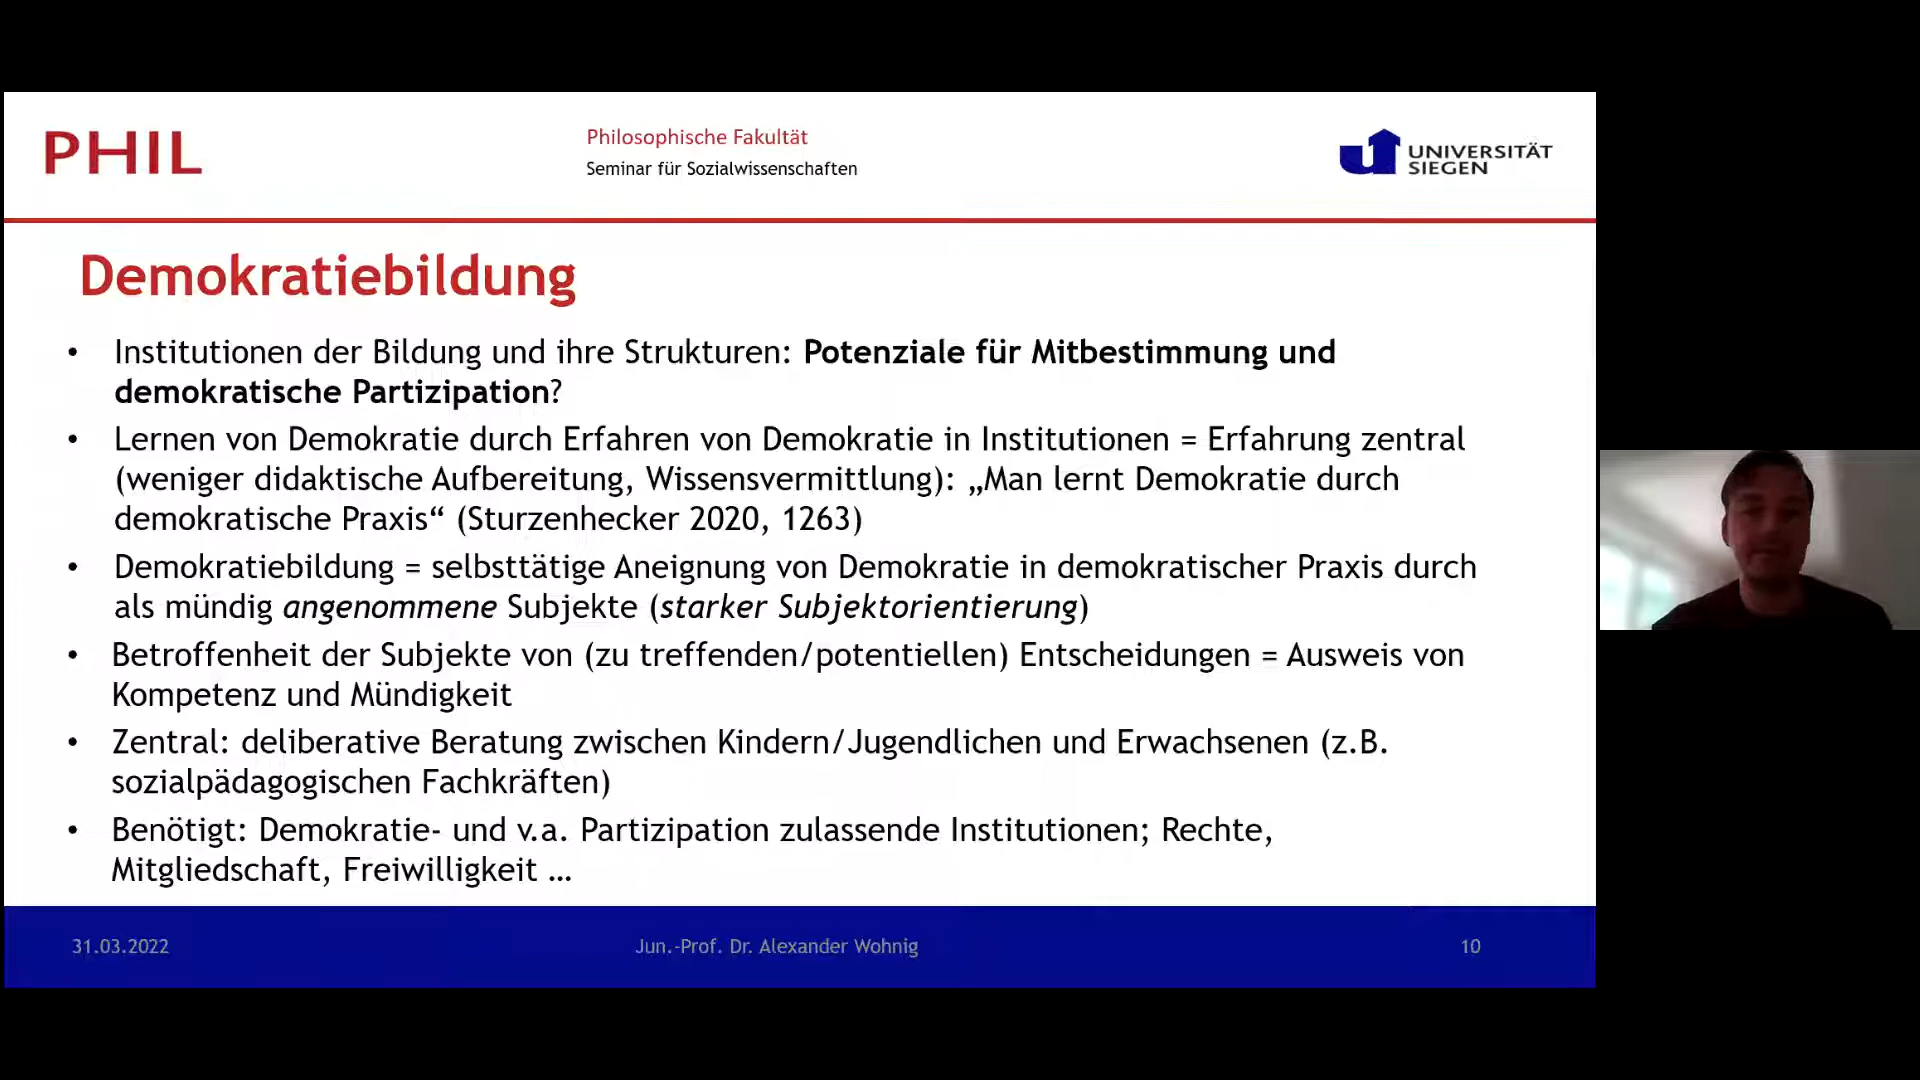 PHIL
Philosophische Fakultät
Seminar für Sozialwissenschaften
UNIVERSITÄT
SIEGEN
Demokratiebildung
• Institutionen der Bildung und ihre Strukturen: Potenziale für Mitbestimmung und
demokratische Partizipation?
• Lernen von Demokratie durch Erfahren von Demokratie in Institutionen = Erfahrung zentral
(weniger didaktische Aufbereitung, Wissensvermittlung): „Man lernt Demokratie durch
demokratische Praxis“ (Sturzenhecker 2020, 1263)
• Demokratiebildung = selbsttätige Aneignung von Demokratie in demokratischer Praxis durch
als mündig angenommene Subjekte (starker Subjektorientierung)
• Betroffenheit der Subjekte von (zu treffenden/potentiellen) Entscheidungen = Ausweis von
Kompetenz und Mündigkeit
• Zentral: deliberative Beratung zwischen Kindern/Jugendlichen und Erwachsenen (z.B.
sozialpädagogischen Fachkräften)
• Benötigt: Demokratie- und v.a. Partizipation zulassende Institutionen; Rechte,
Mitgliedschaft, Freiwilligkeit …
31.03.2022
Jun.-Prof. Dr. Alexander Wohnig
10